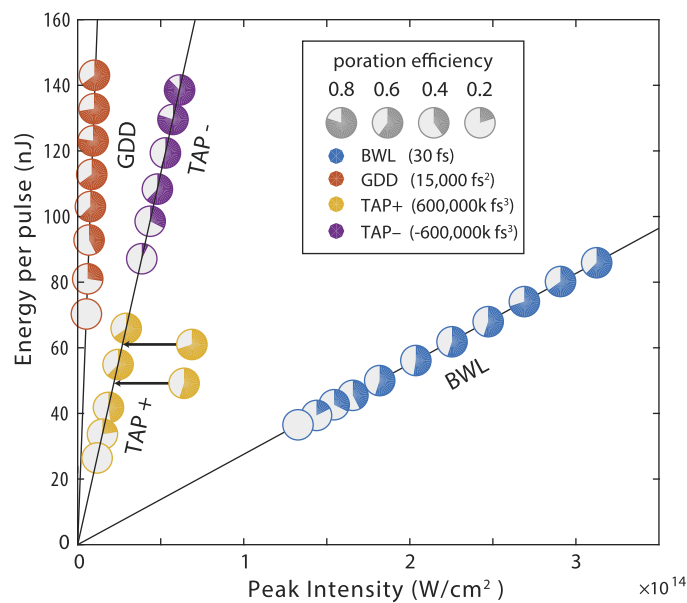 160
140
120
100
80
60
40
20
0
Energy per pulse (nJ)
0
1
2
3
×10¹⁴
Peak Intensity (W/cm²)
GDD
TAP -
TAP +
BWL
poration efficiency
0.8 0.6 0.4 0.2
BWL (30 fs)
GDD (15,000 fs²)
TAP+ (600,000k fs³)
TAP– (-600,000k fs³)